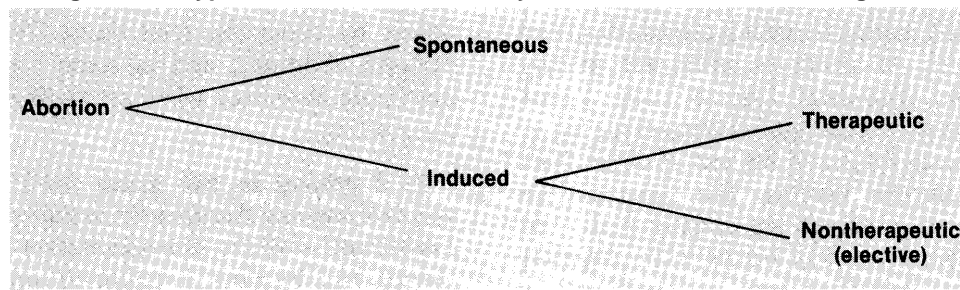 Spontaneous
Abortion
Therapeutic
Induced
Nontherapeutic
(elective)